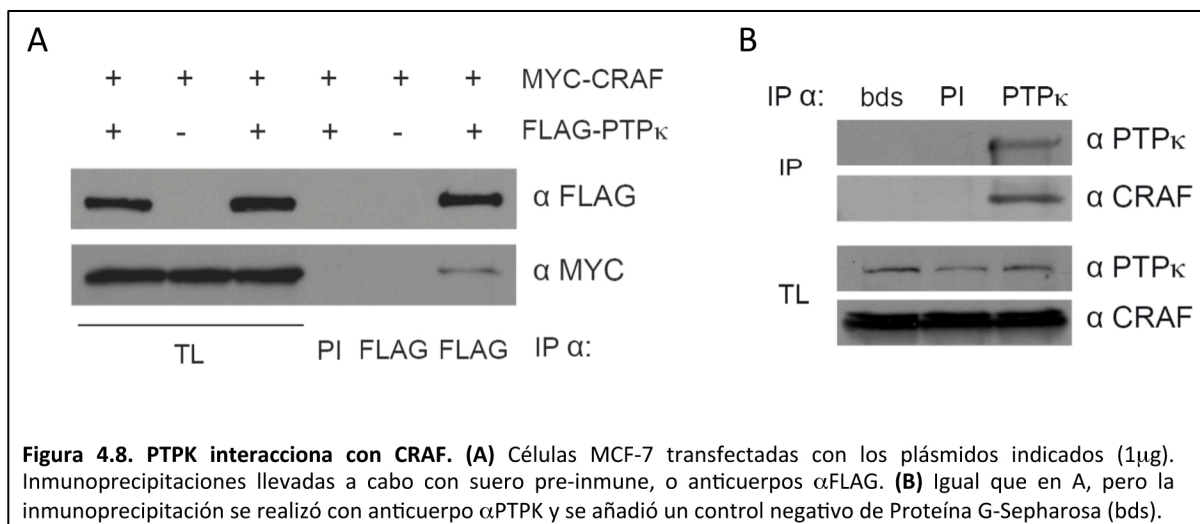 A
+ + + + + + MYC-CRAF
+ - + + - + FLAG-PTPκ
α FLAG
α MYC
TL PI FLAG FLAG IP α:
B
IP α: bds PI PTPκ
IP
α PTPκ
α CRAF
TL
α PTPκ
α CRAF
Figura 4.8. PTPK interacciona con CRAF. (A) Células MCF-7 transfectadas con los plásmidos indicados (1μg).
Inmunoprecipitaciones llevadas a cabo con suero pre-inmune, o anticuerpos αFLAG. (B) Igual que en A, pero la
inmunoprecipitación se realizó con anticuerpo αPTPK y se añadió un control negativo de Proteína G-Sepharosa (bds).